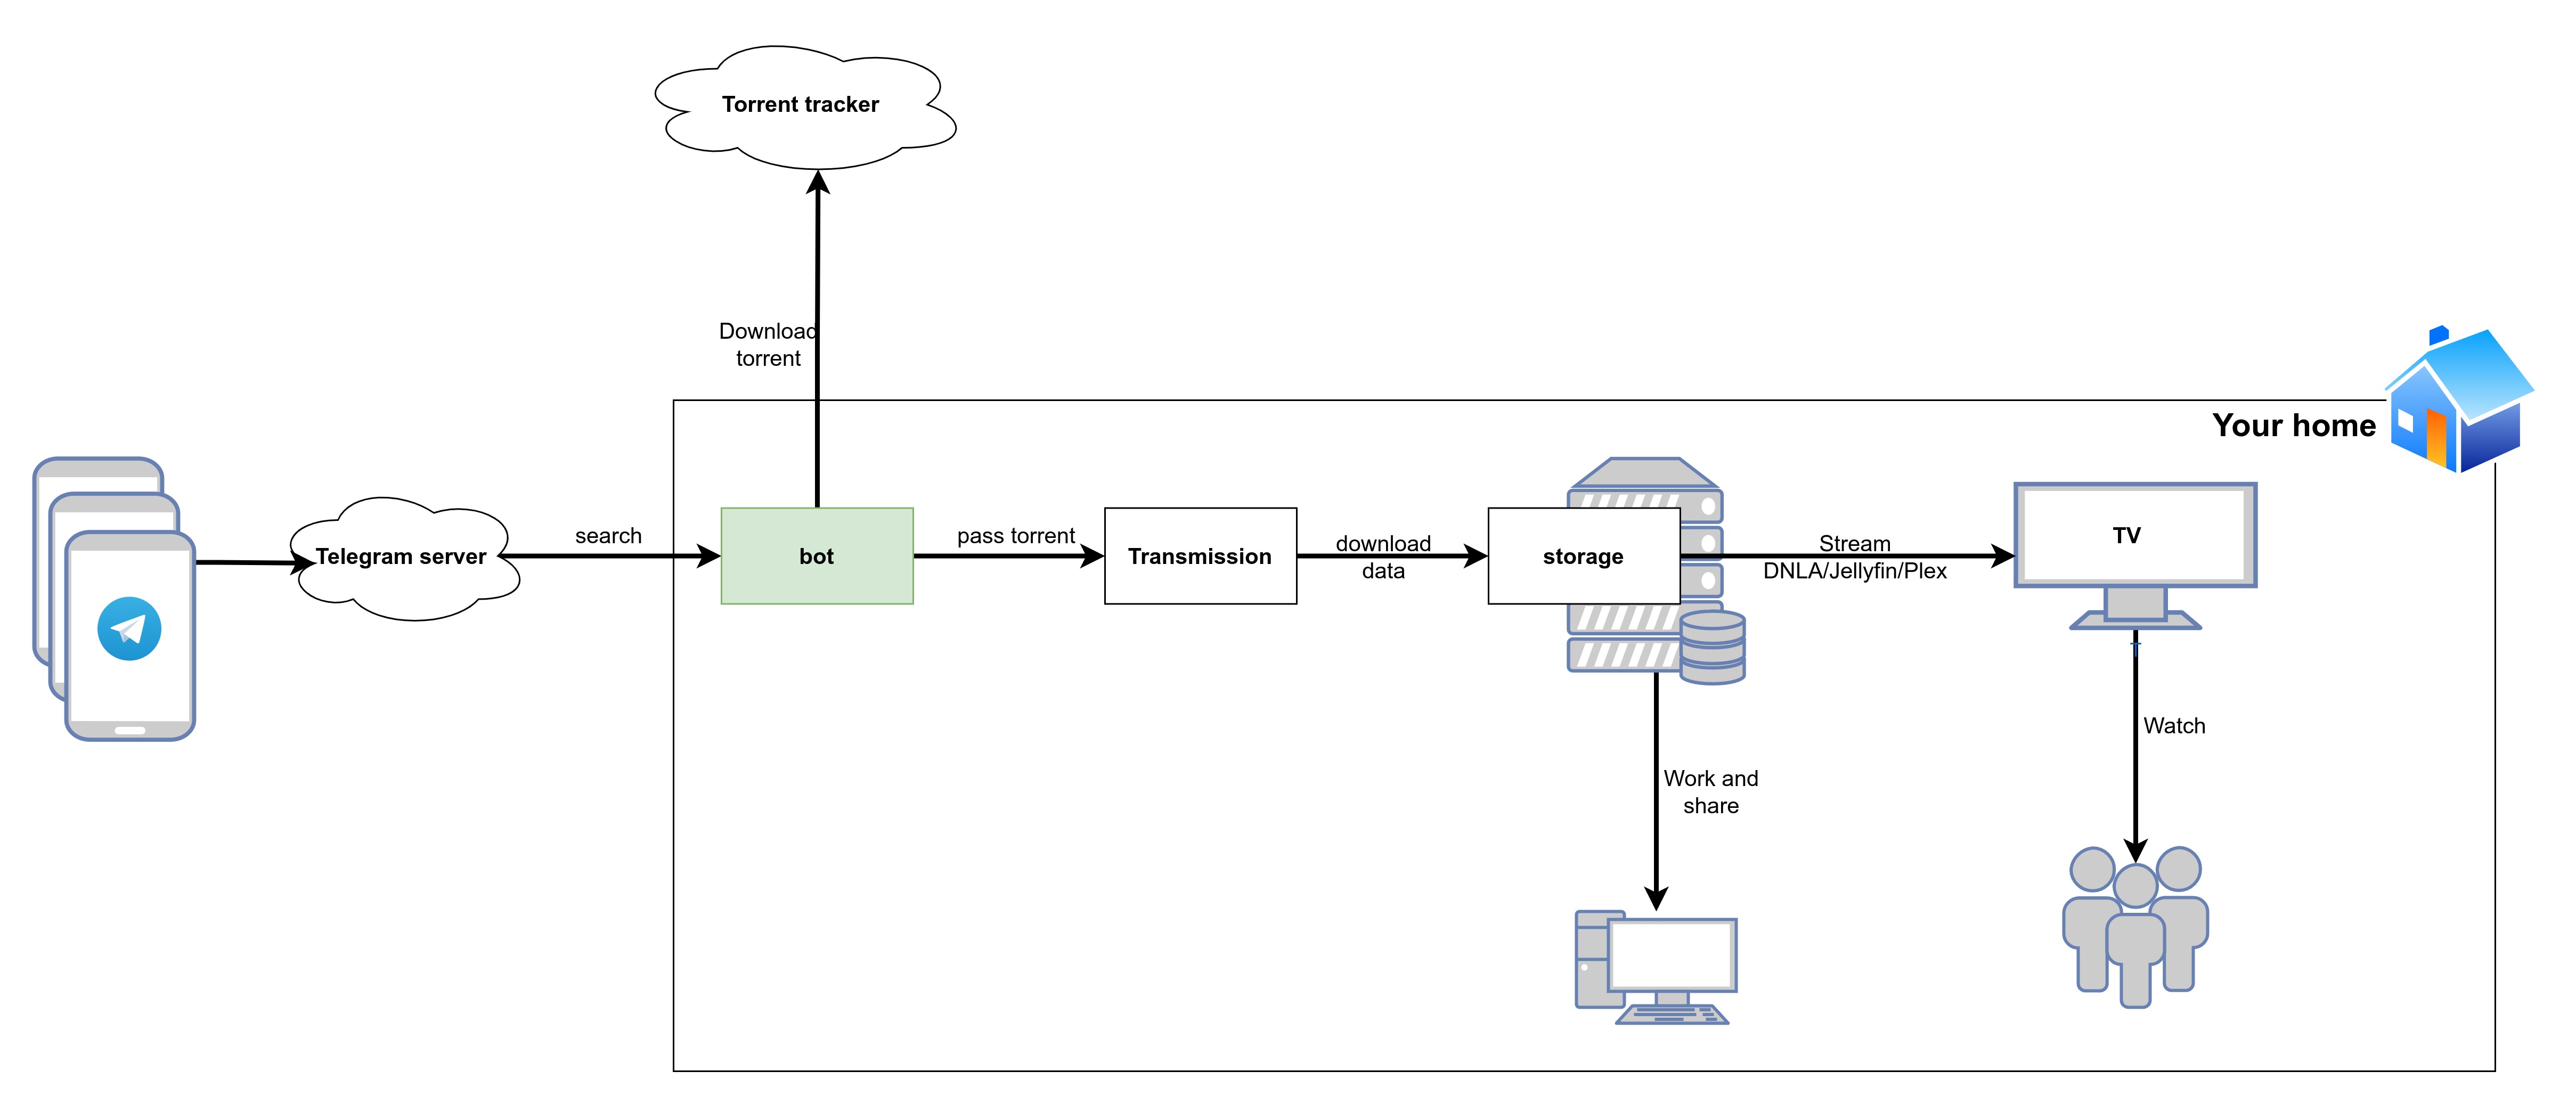 Torrent tracker
Download
torrent
Your home
Telegram server
search
bot
pass torrent
Transmission
download
data
storage
Stream
DNLA/Jellyfin/Plex
TV
T
Watch
Work and
share